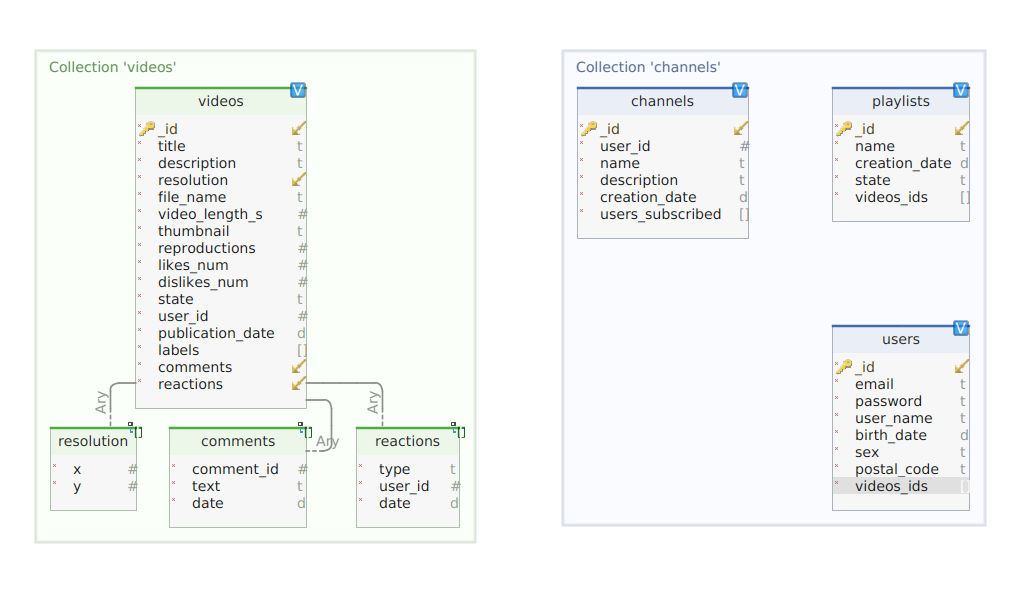 Collection 'videos'
videos
_id
title t
description t
resolution
file_name t
video_length_s #
thumbnail t
reproductions #
likes_num #
dislikes_num #
state t
user_id #
publication_date d
labels []
comments
reactions
Ary
Ary
Ary
resolution []
x #
y #
comments
comment_id #
text t
date d
reactions []
type t
user_id #
date d
Collection 'channels'
channels
_id
user_id #
name t
description t
creation_date d
users_subscribed []
playlists
_id
name t
creation_date d
state t
videos_ids []
users
_id
email t
password t
user_name t
birth_date d
sex t
postal_code t
videos_ids []
V
V
V
V